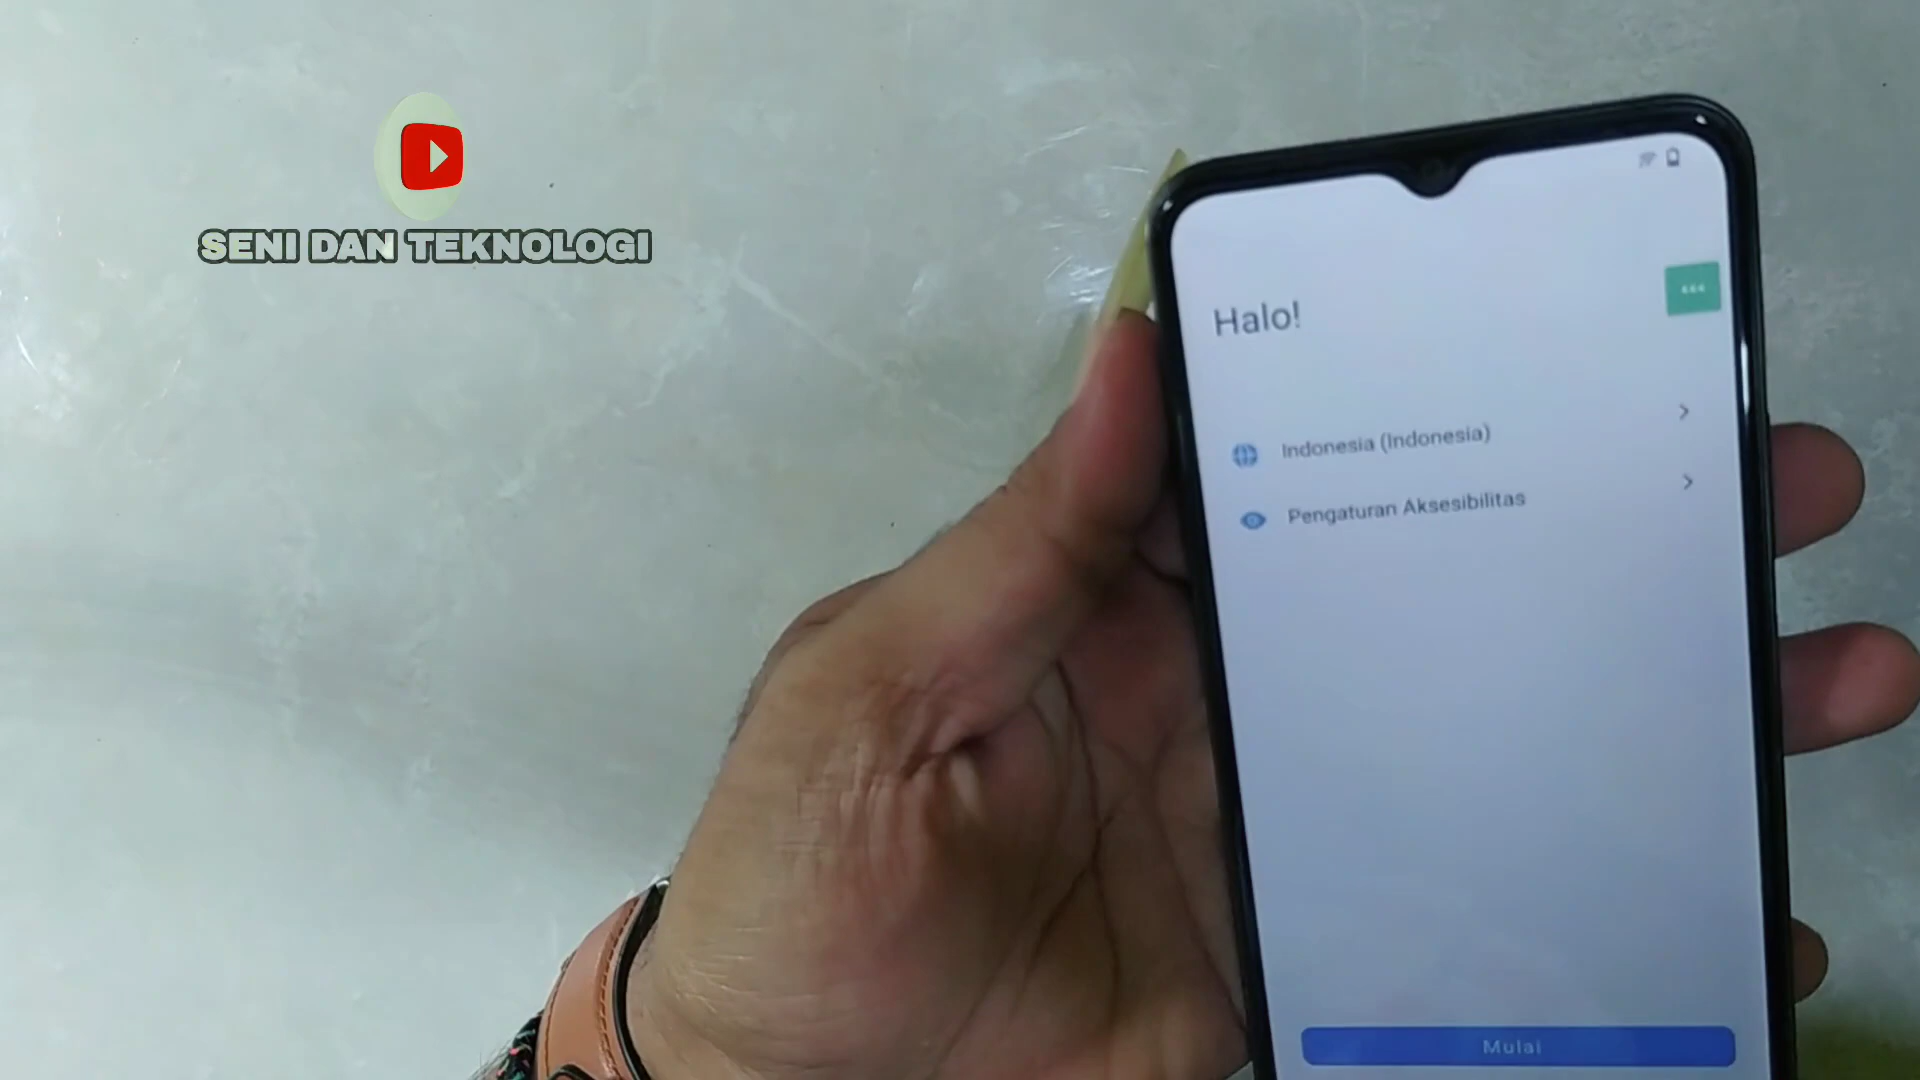 SENI DAN TEKNOLOGI
Halo!
Indonesia (Indonesia)
Pengaturan Aksesibilitas
Mulai